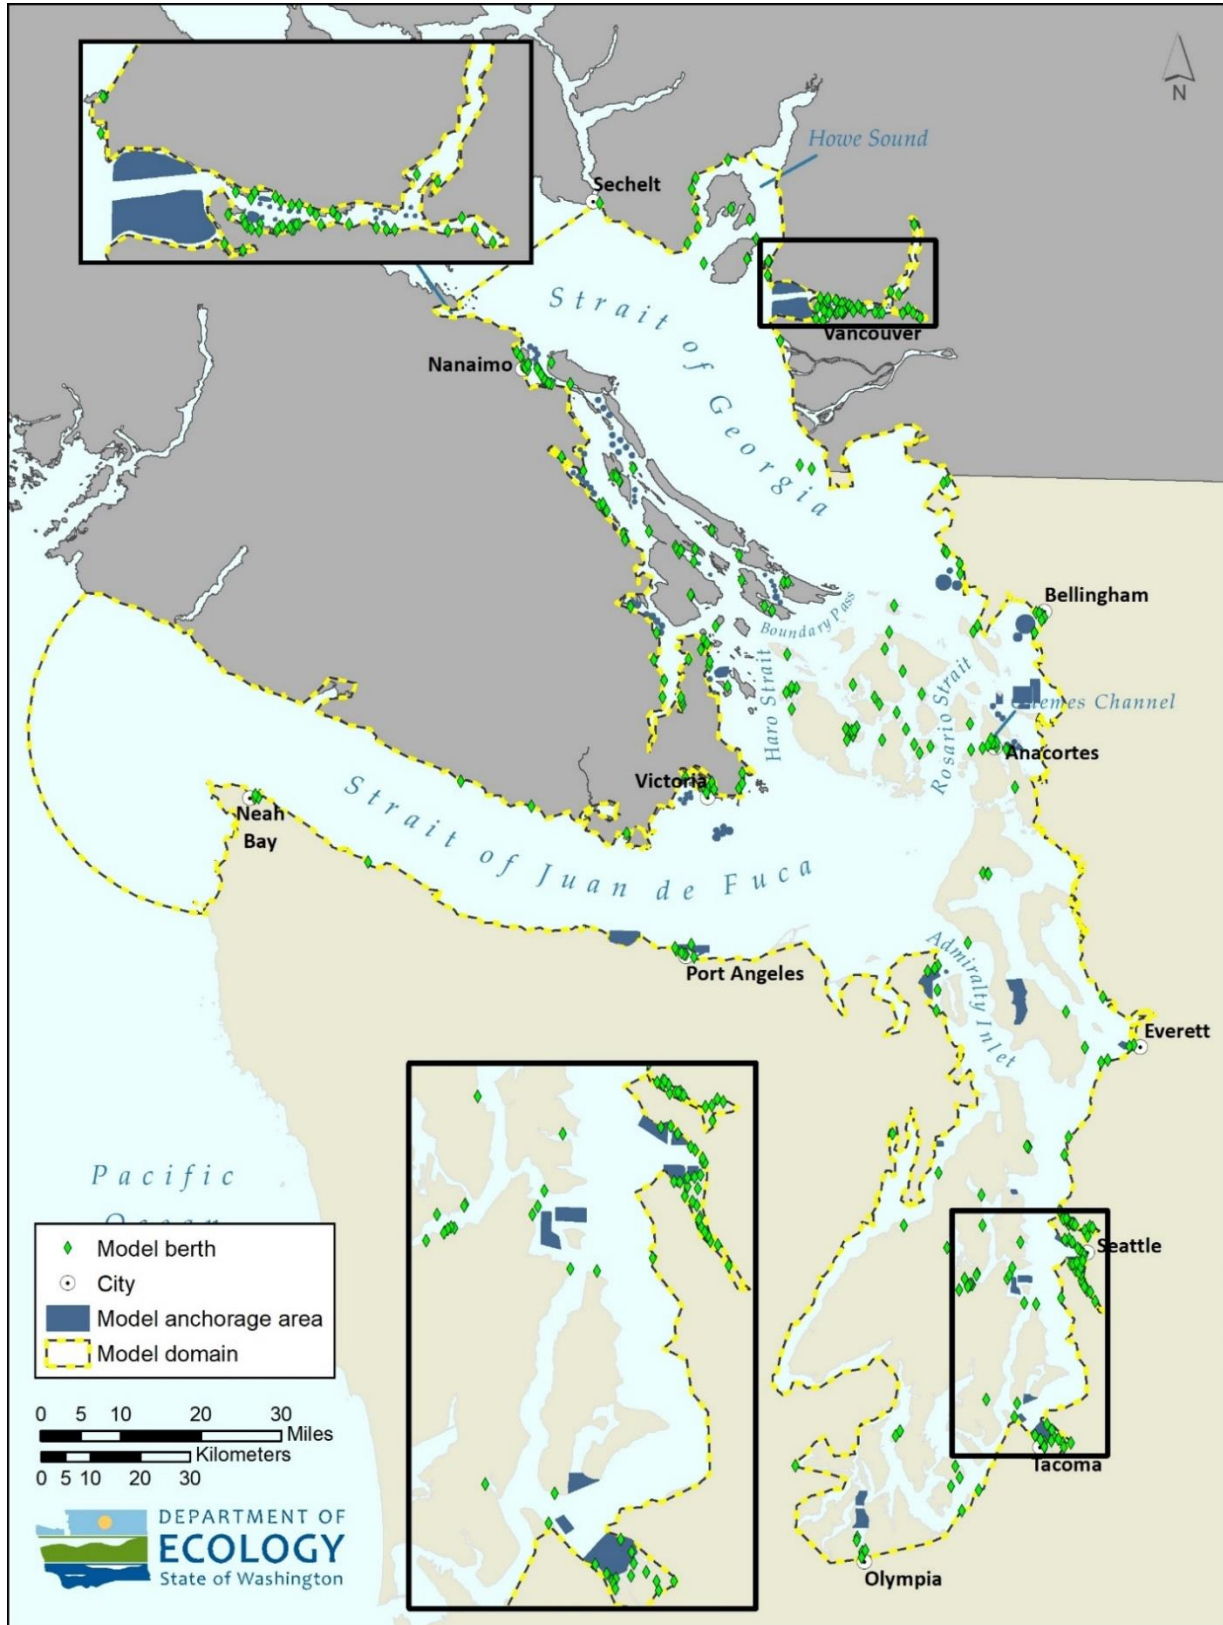 N
Howe Sound
Sechelt
Strait of Georgia
Vancouver
Nanaimo
Bellingham
Boundary Pass
Haro Strait
Rosario Strait
Channel
Anacortes
Victoria
Neah
Bay
Strait of Juan de Fuca
Port Angeles
Admiralty Inlet
Everett
Pacific
Ocean
Seattle
Tacoma
Olympia
Model berth
City
Model anchorage area
Model domain
0 5 10 20 30
Miles
Kilometers
0 5 10 20 30
DEPARTMENT OF
ECOLOGY
State of Washington